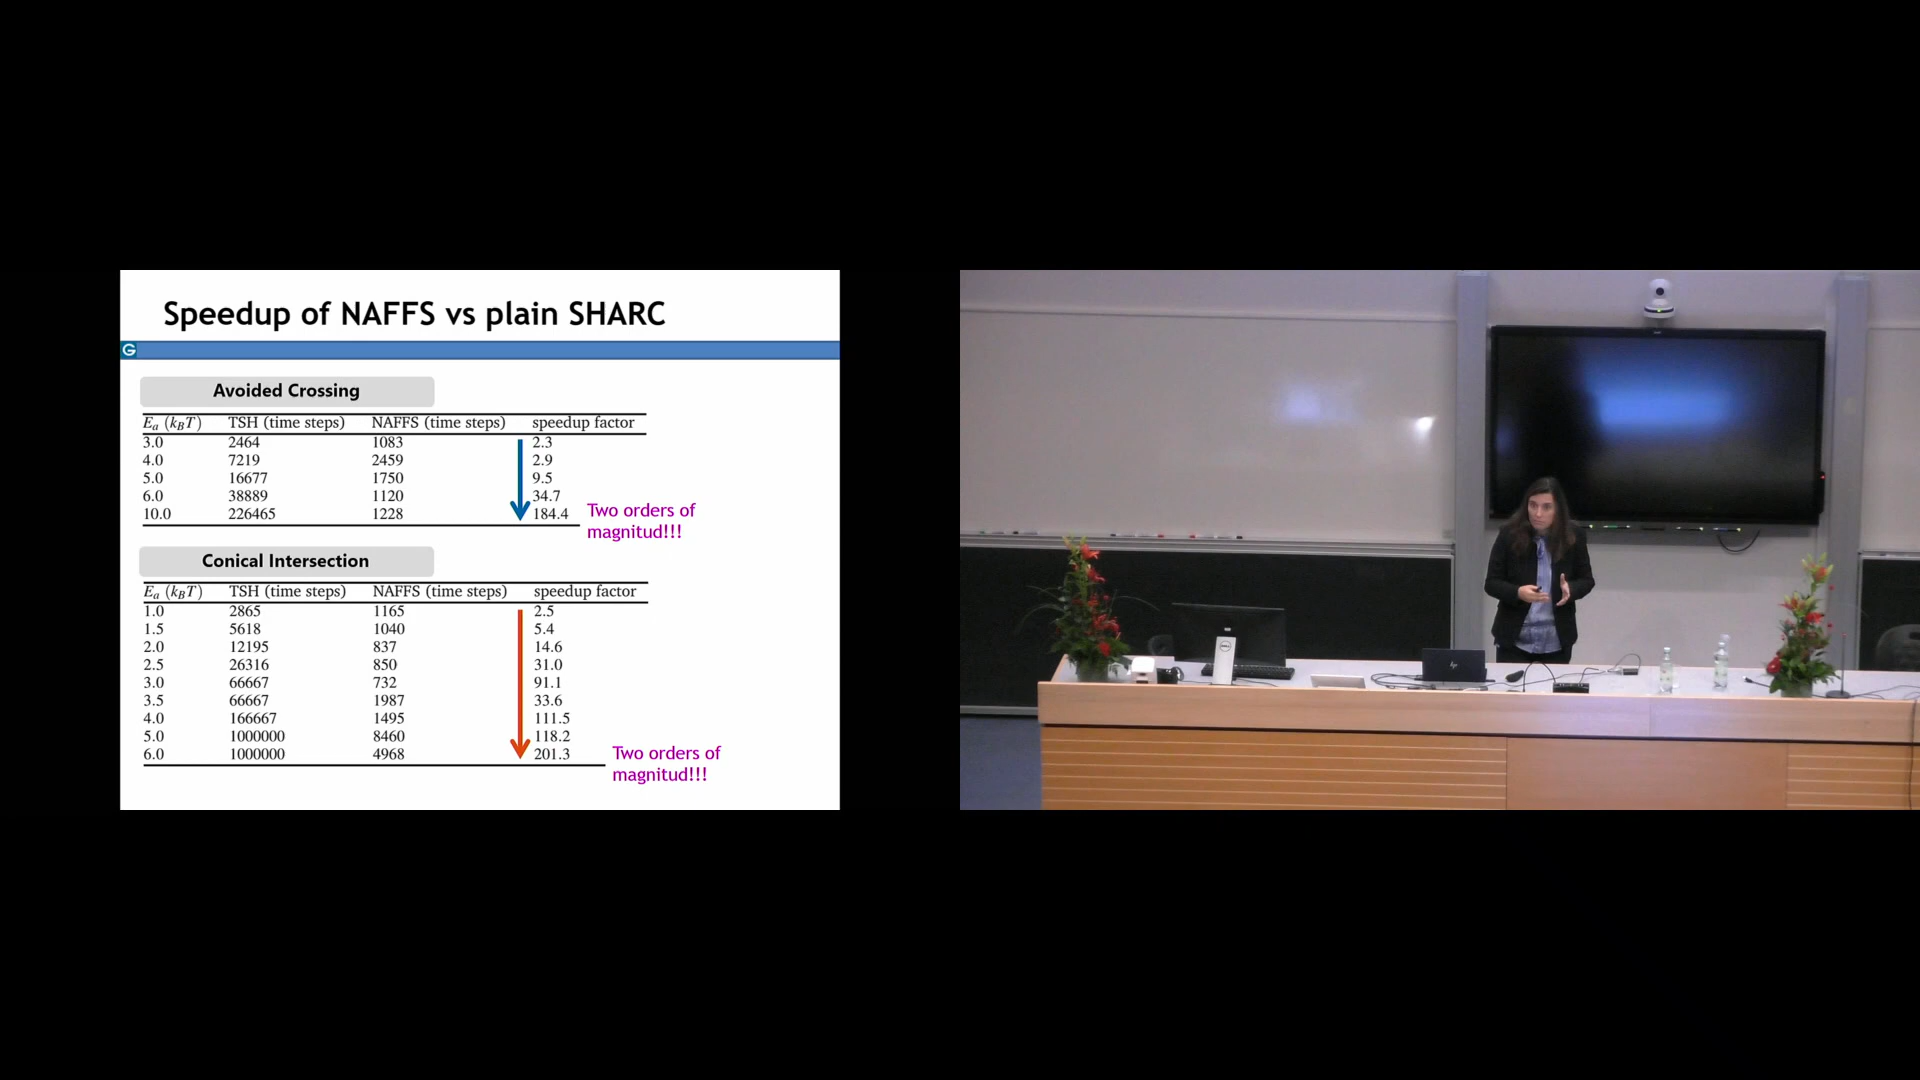 Speedup of NAFFS vs plain SHARC
G
Avoided Crossing
Eₐ (k_BT) TSH (time steps) NAFFS (time steps) speedup factor
3.0 2464 1083 2.3
4.0 7219 2459 2.9
5.0 16677 1750 9.5
6.0 38889 1120 34.7
10.0 226465 1228 184.4
Two orders of
magnitud!!!
Conical Intersection
Eₐ (k_BT) TSH (time steps) NAFFS (time steps) speedup factor
1.0 2865 1165 2.5
1.5 5618 1040 5.4
2.0 12195 837 14.6
2.5 26316 850 31.0
3.0 66667 732 91.1
3.5 66667 1987 33.6
4.0 166667 1495 111.5
5.0 1000000 8460 118.2
6.0 1000000 4968 201.3
Two orders of
magnitud!!!
DELL
hp